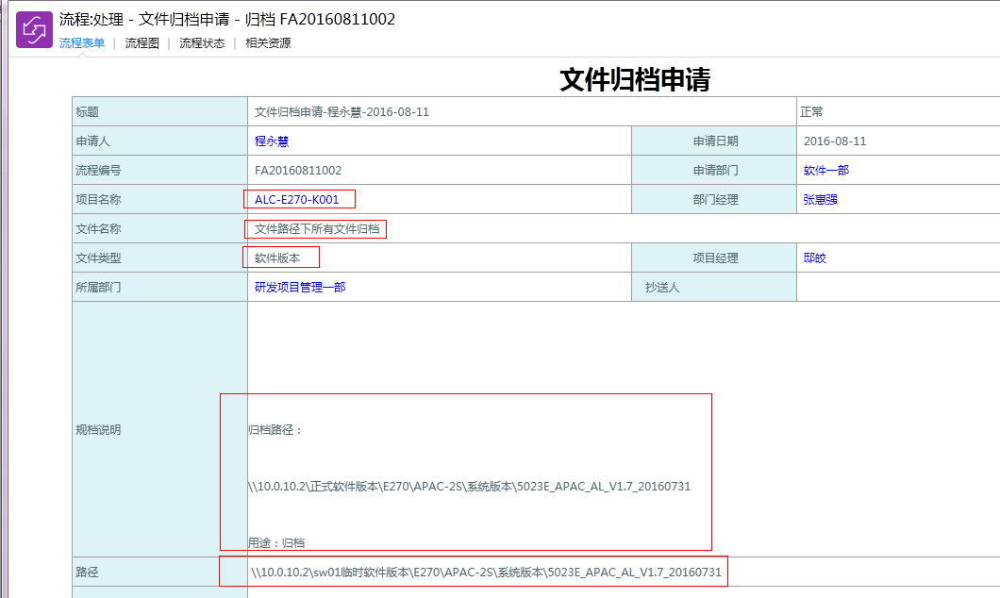 流程:处理 - 文件归档申请 - 归档 FA20160811002
流程表单 | 流程图 | 流程状态 | 相关资源
文件归档申请
标题 文件归档申请-程永慧-2016-08-11 正常
申请人 程永慧 申请日期 2016-08-11
流程编号 FA20160811002 申请部门 软件一部
项目名称 ALC-E270-K001 部门经理 张惠强
文件名称 文件路径下所有文件归档
文件类型 软件版本 项目经理 邸皎
所属部门 研发项目管理一部 抄送人
规档说明
归档路径：
\\10.0.10.2\正式软件版本\E270\APAC-2S\系统版本\5023E_APAC_AL_V1.7_20160731
用途：归档
路径 \\10.0.10.2\sw01临时软件版本\E270\APAC-2S\系统版本\5023E_APAC_AL_V1.7_20160731